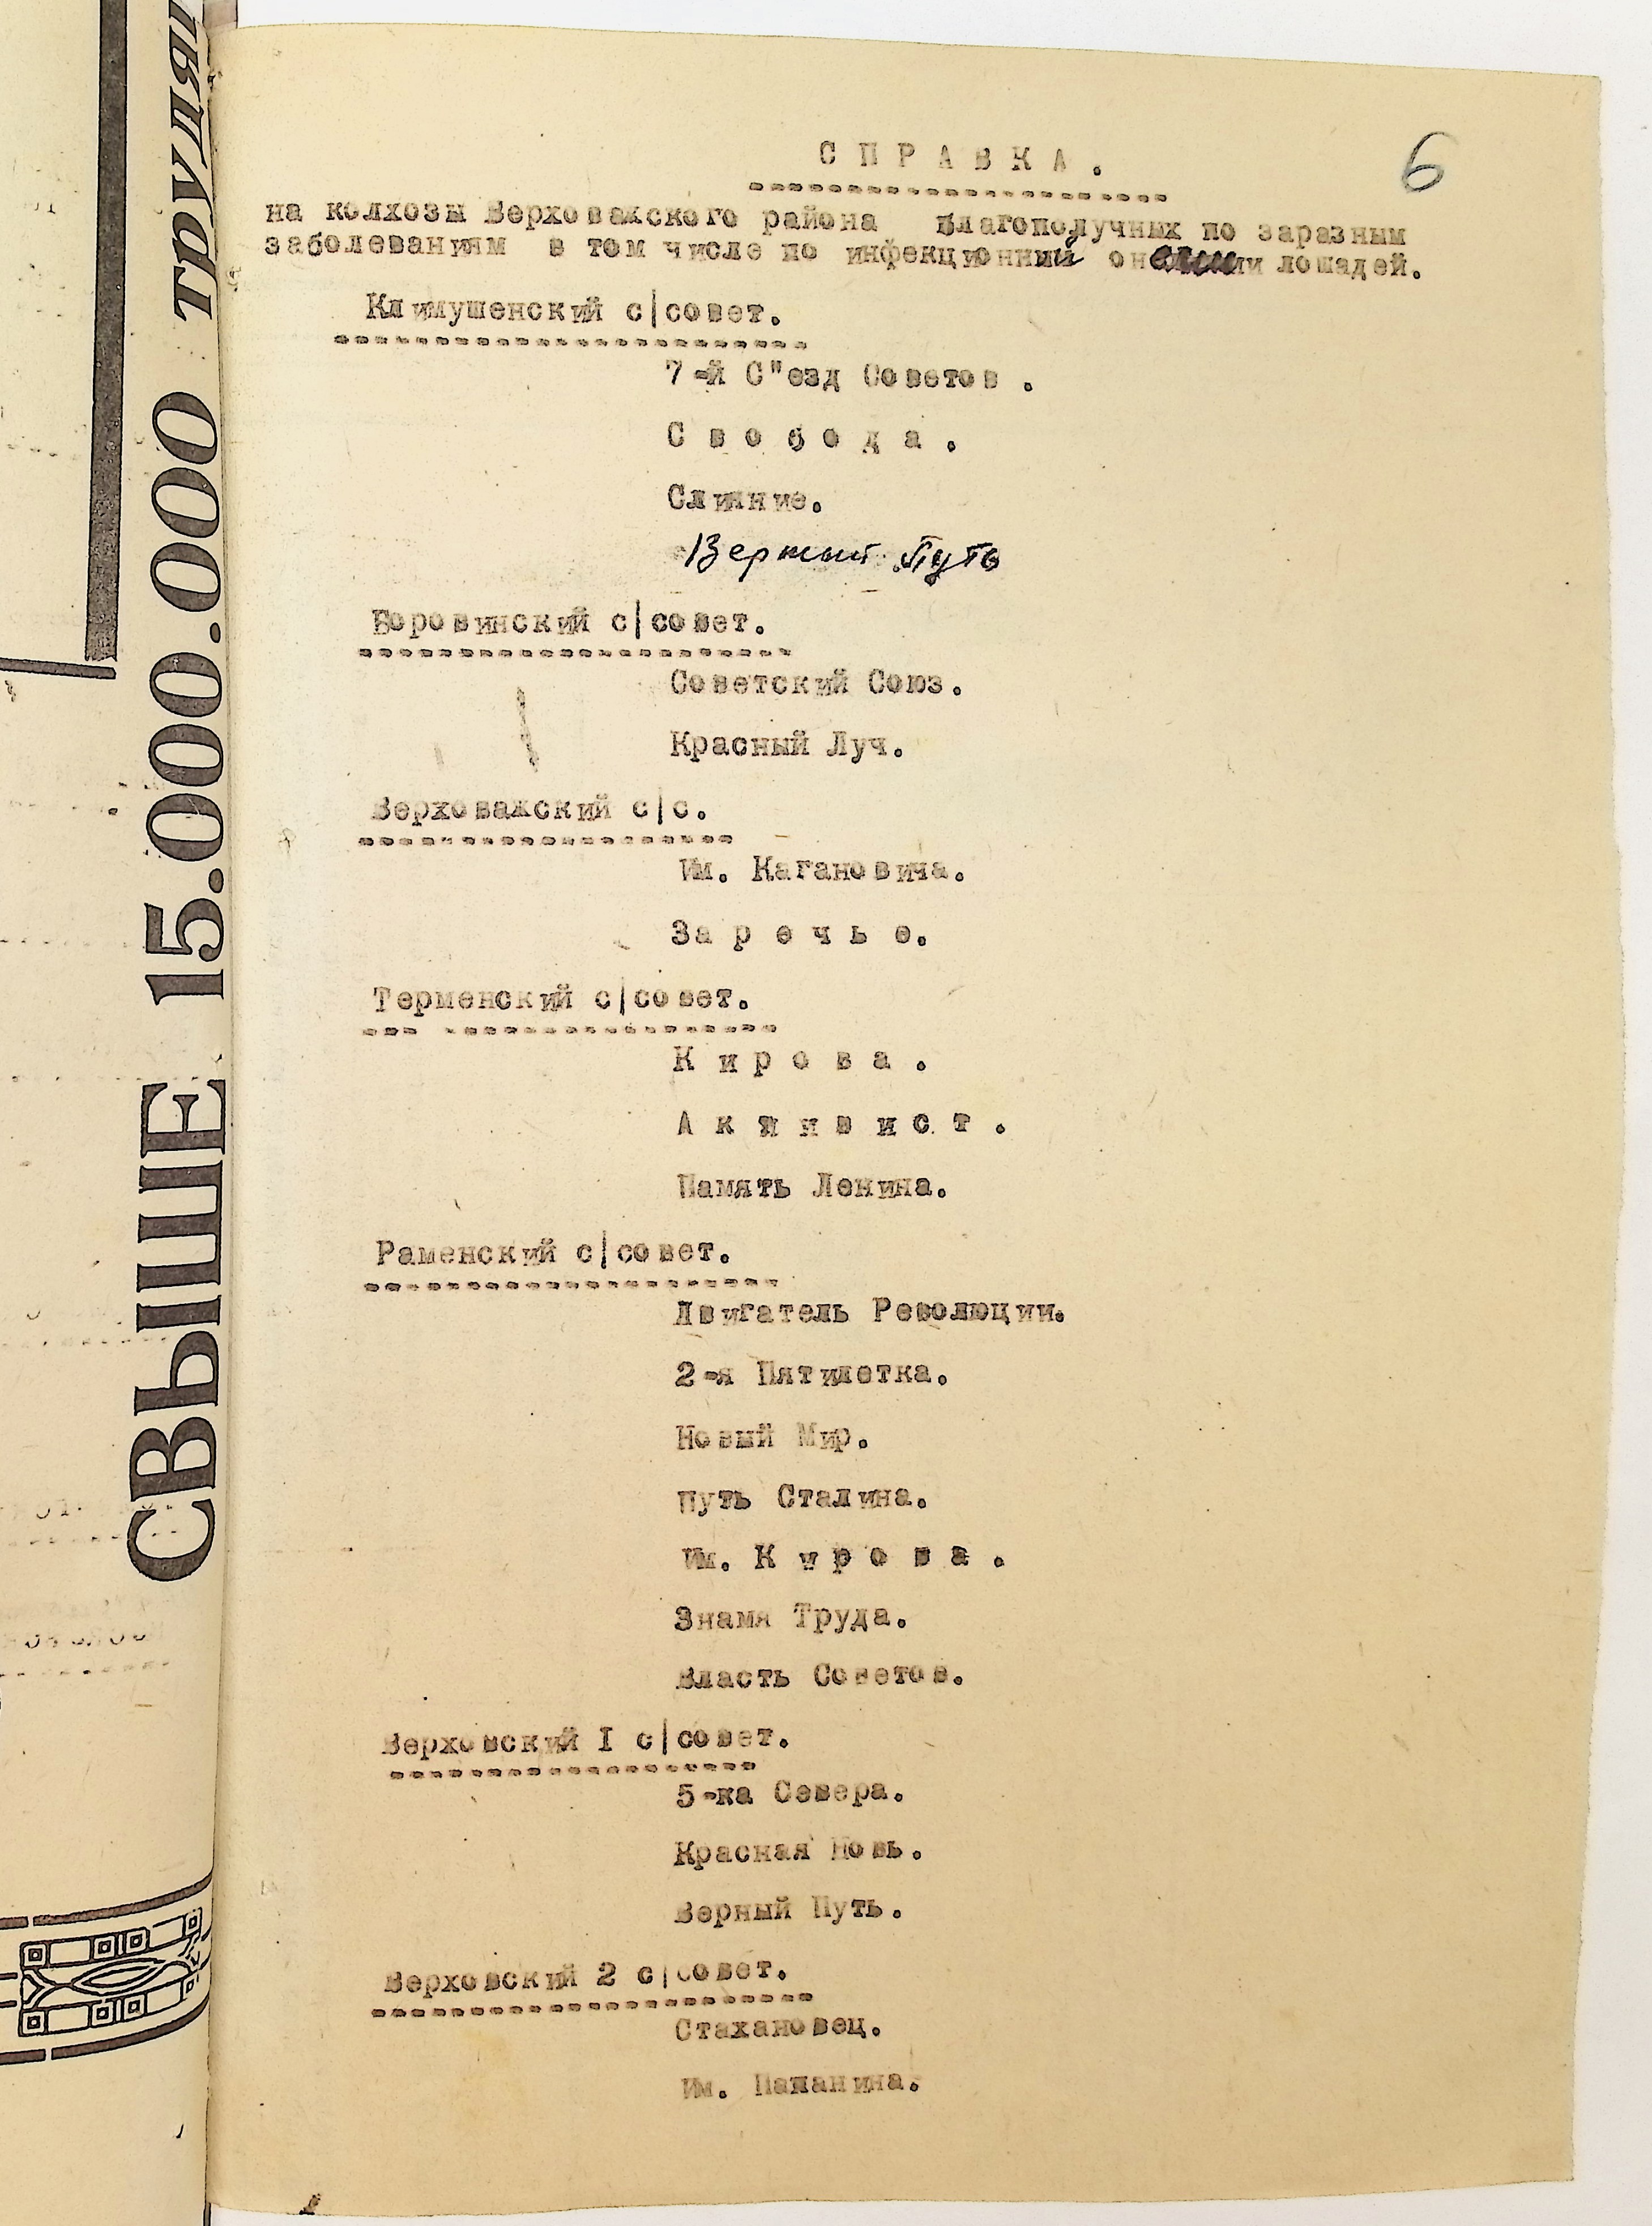 СВЫШЕ 15.000.000
6
СПРАВКА.
на колхозы Верховажского района благополучных по заразным
заболеваниям в том числе по инфекционный лошадей.
Климушенский с|совет.
7-й С"езд Советов.
Свобода.
Слияние.
Верный Путь
Боровинский с|совет.
Советский Союз.
Красный Луч.
Верховажский с|с.
Им. Кагановича.
Заречье.
Терменский с|совет.
Кирова.
Активист.
Память Ленина.
Раменский с|совет.
Двигатель Революции.
2-я Пятилетка.
Новый Мир.
Путь Сталина.
Им. Кирова.
Знамя Труда.
Власть Советов.
Верховский I с|совет.
5-ка Севера.
Красная Новь.
Верный Путь.
Верховский 2 с|совет.
Стахановец.
Им. Папанина.